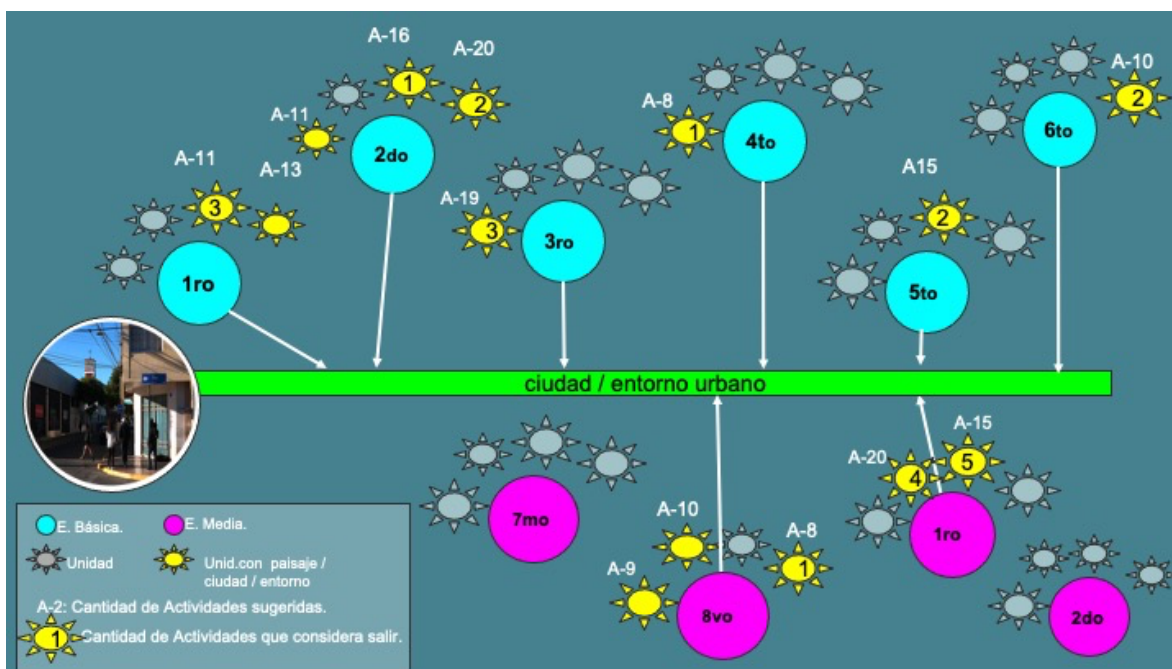 A-16
A-20
1
2
A-11
2do
A-11
A-13
3
1ro
A-19
3
3ro
A-8
1
4to
A15
2
5to
A-10
2
6to
ciudad / entorno urbano
7mo
A-10
A-8
A-9
1
8vo
A-15
A-20
4
5
1ro
2do
E. Básica.
E. Media.
Unidad
Unid.con paisaje /
ciudad / entorno
A-2: Cantidad de Actividades sugeridas.
1
Cantidad de Actividades que considera salir.